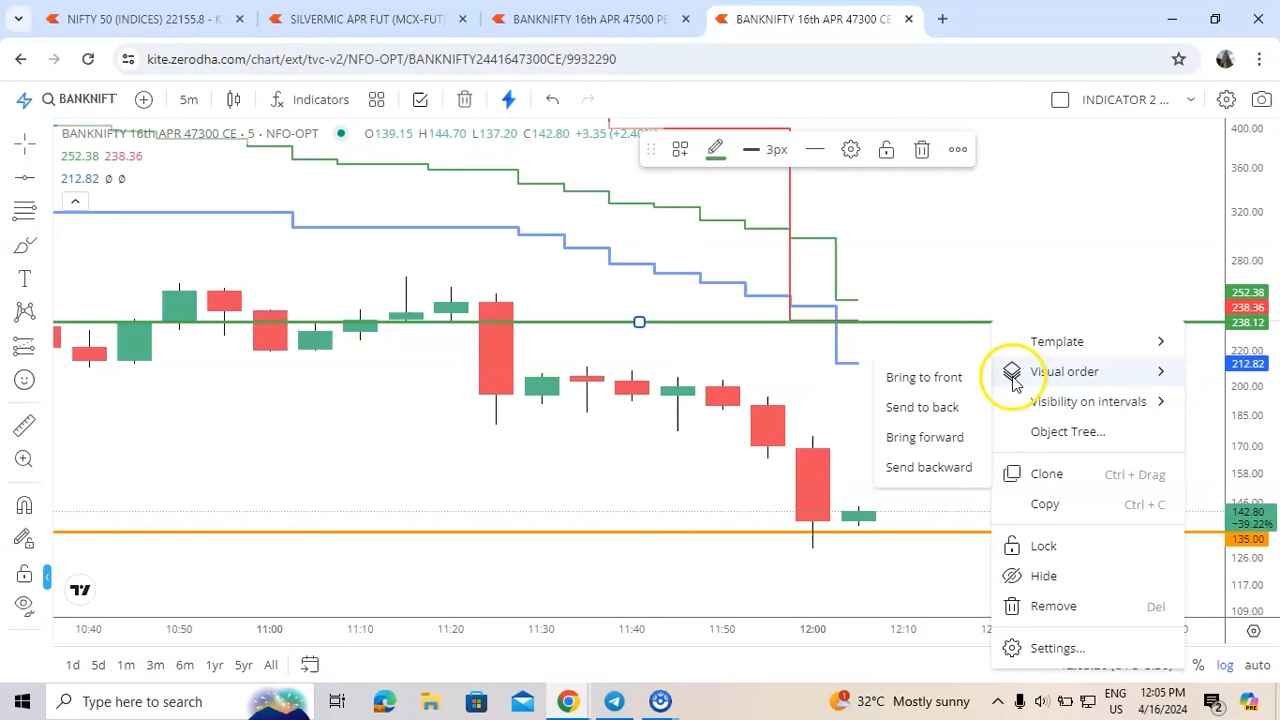 NIFTY 50 (INDICES) 22155.8 - K
SILVERMIC APR FUT (MCX-FUT)
BANKNIFTY 16th APR 47500 PE
BANKNIFTY 16th APR 47300 CE
kite.zerodha.com/chart/ext/tvc-v2/NFO-OPT/BANKNIFTY2441647300CE/9932290
BANKNIFT 5m Indicators INDICATOR 2 ...
BANKNIFTY 16th APR 47300 CE · 5 · NFO-OPT O139.15 H144.70 L137.20 C142.80 +3.35
252.38 238.36
212.82 ø ø
3px
400.00
360.00
320.00
280.00
252.38
238.36
238.12
220.00
212.82
200.00
185.00
170.00
158.00
142.80
−39.22%
135.00
126.00
117.00
109.00
Template
Visual order
Visibility on intervals
Object Tree...
Clone Ctrl + Drag
Copy Ctrl + C
Lock
Hide
Remove Del
Settings...
Bring to front
Send to back
Bring forward
Send backward
10:40 10:50 11:00 11:10 11:20 11:30 11:40 11:50 12:00 12:10
1d 5d 1m 3m 6m 1yr 5yr All % log auto
Type here to search
32°C Mostly sunny
ENG
IN
12:05 PM
4/16/2024
1
2
PRE